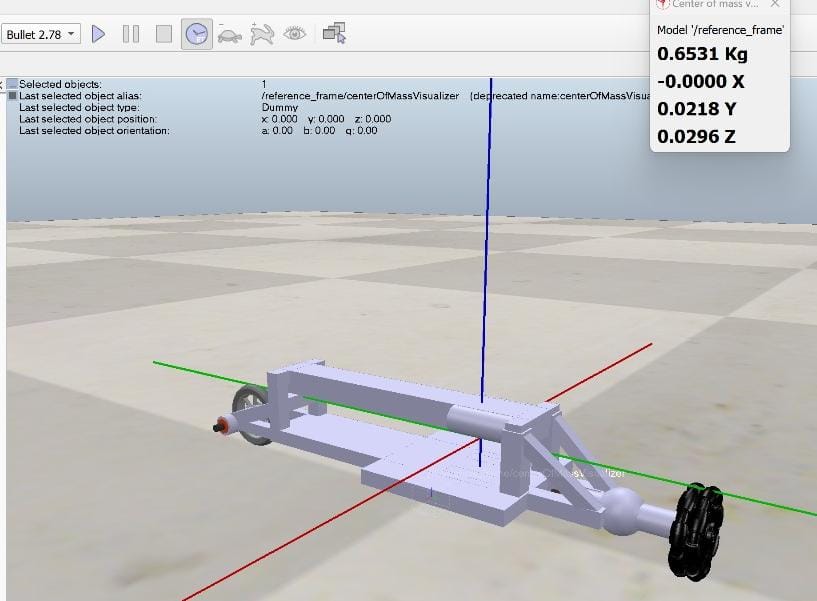 Center of mass v...
Bullet 2.78
Model '/reference_frame'
0.6531 Kg
-0.0000 X
0.0218 Y
0.0296 Z
Selected objects: 1
Last selected object alias: /reference_frame/centerOfMassVisualizer (deprecated name:centerOfMassVisua
Last selected object type: Dummy
Last selected object position: x: 0.000 y: 0.000 z: 0.000
Last selected object orientation: a: 0.00 b: 0.00 g: 0.00
e/centerOfMassVisualizer